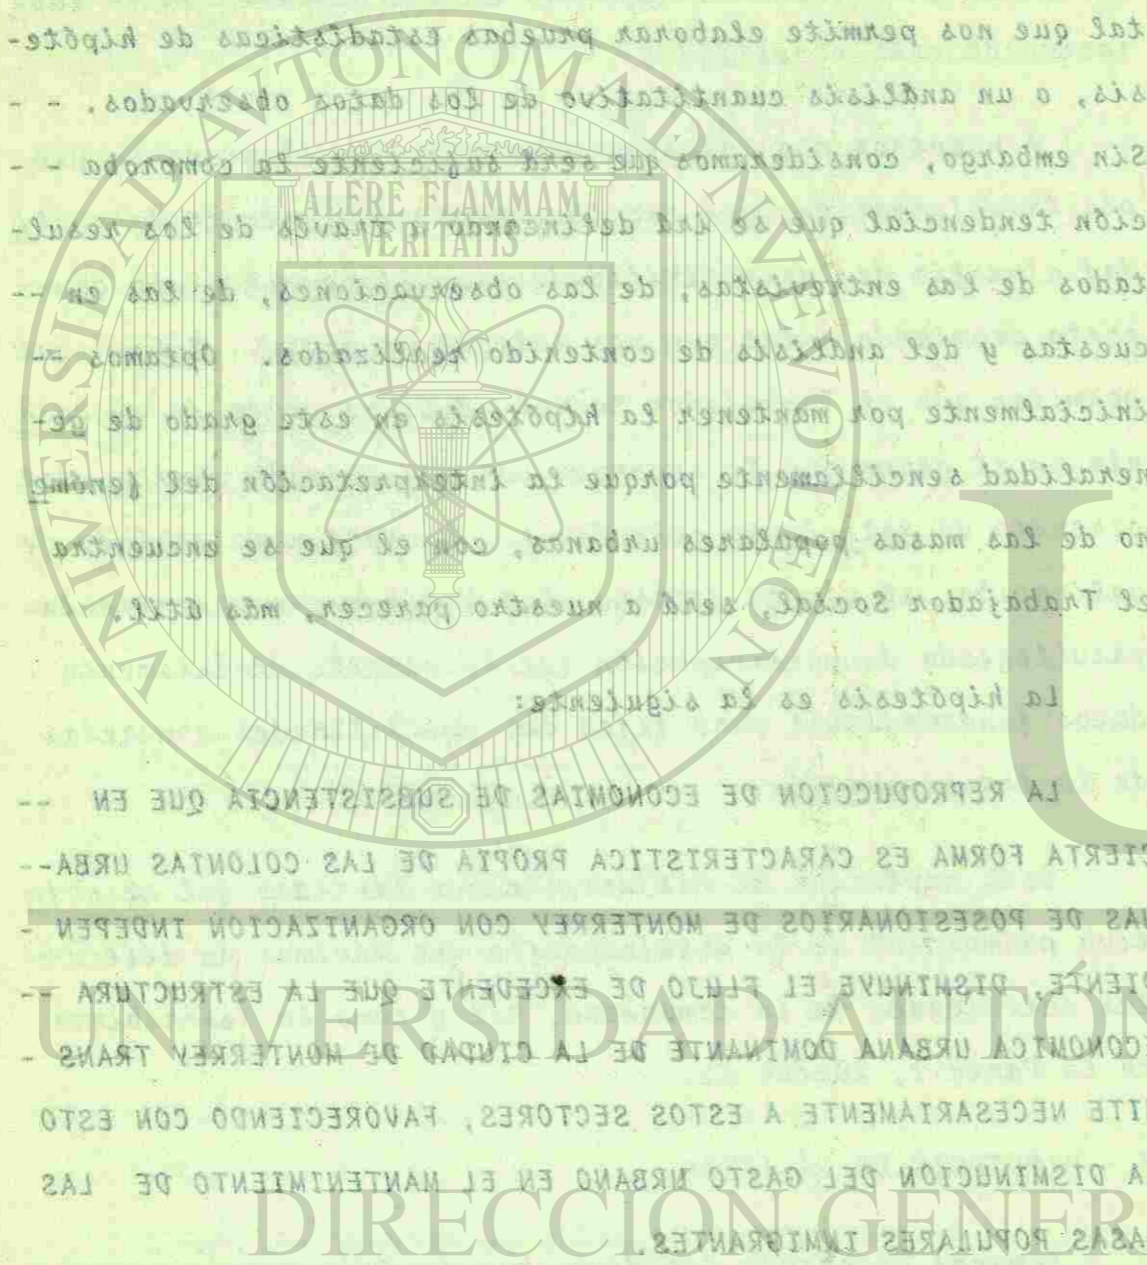 tal que nos permite elaborar pruebas estadísticas de hipóte-
sis, o un análisis cuantitativo de los datos observados. - -
Sin embargo, consideramos que será suficiente la comproba - -
ción tendencial que se irá delineando a través de los resul-
tados de las entrevistas, de las observaciones, de las en --
cuestas y del análisis de contenido realizados. Optamos --
inicialmente por mantener la hipótesis en este grado de ge-
neralidad sencillamente porque la interpretación del fenóme
no de las masas populares urbanas, con el que se encuentra
el Trabajador Social, será a nuestro parecer, más útil.
La hipótesis es la siguiente:
LA REPRODUCCION DE ECONOMIAS DE SUBSISTENCIA QUE EN --
CIERTA FORMA ES CARACTERISTICA PROPIA DE LAS COLONIAS URBA--
NAS DE POSESIONARIOS DE MONTERREY CON ORGANIZACION INDEPEN -
DIENTE, DISMINUYE EL FLUJO DE EXCEDENTE QUE LA ESTRUCTURA --
ECONOMICA URBANA DOMINANTE DE LA CIUDAD DE MONTERREY TRANS -
MITE NECESARIAMENTE A ESTOS SECTORES, FAVORECIENDO CON ESTO
LA DISMINUCION DEL GASTO URBANO EN EL MANTENIMIENTO DE LAS
MASAS POPULARES INMIGRANTES.
UNIVERSIDAD AUTÓNOMA DE NUEVO LEÓN
ALERE FLAMMAM
VERITATIS
U
UNIVERSIDAD AUTÓN
DIRECCIÓN GENER